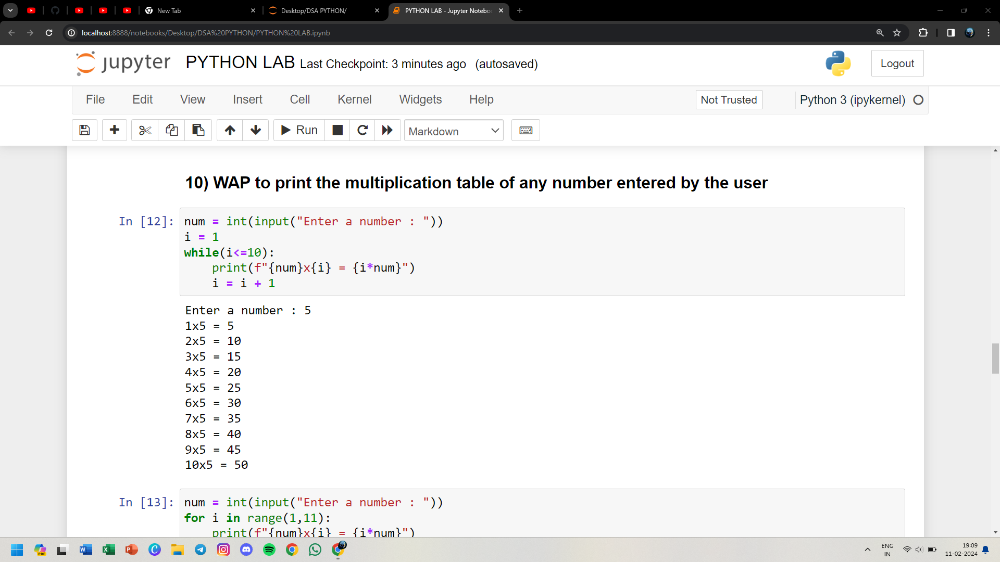 New Tab
Desktop/DSA PYTHON/
PYTHON LAB - Jupyter Notebo
localhost:8888/notebooks/Desktop/DSA%20PYTHON/PYTHON%20LAB.ipynb
jupyter PYTHON LAB Last Checkpoint: 3 minutes ago (autosaved)
Logout
File Edit View Insert Cell Kernel Widgets Help
Not Trusted
Python 3 (ipykernel)
Run
Markdown
10) WAP to print the multiplication table of any number entered by the user
In [12]:
num = int(input("Enter a number : "))
i = 1
while(i<=10):
    print(f"{num}x{i} = {i*num}")
    i = i + 1
Enter a number : 5
1x5 = 5
2x5 = 10
3x5 = 15
4x5 = 20
5x5 = 25
6x5 = 30
7x5 = 35
8x5 = 40
9x5 = 45
10x5 = 50
In [13]:
num = int(input("Enter a number : "))
for i in range(1,11):
    print(f"{num}x{i} = {i*num}")
PRE
ENG
IN
19:09
11-02-2024